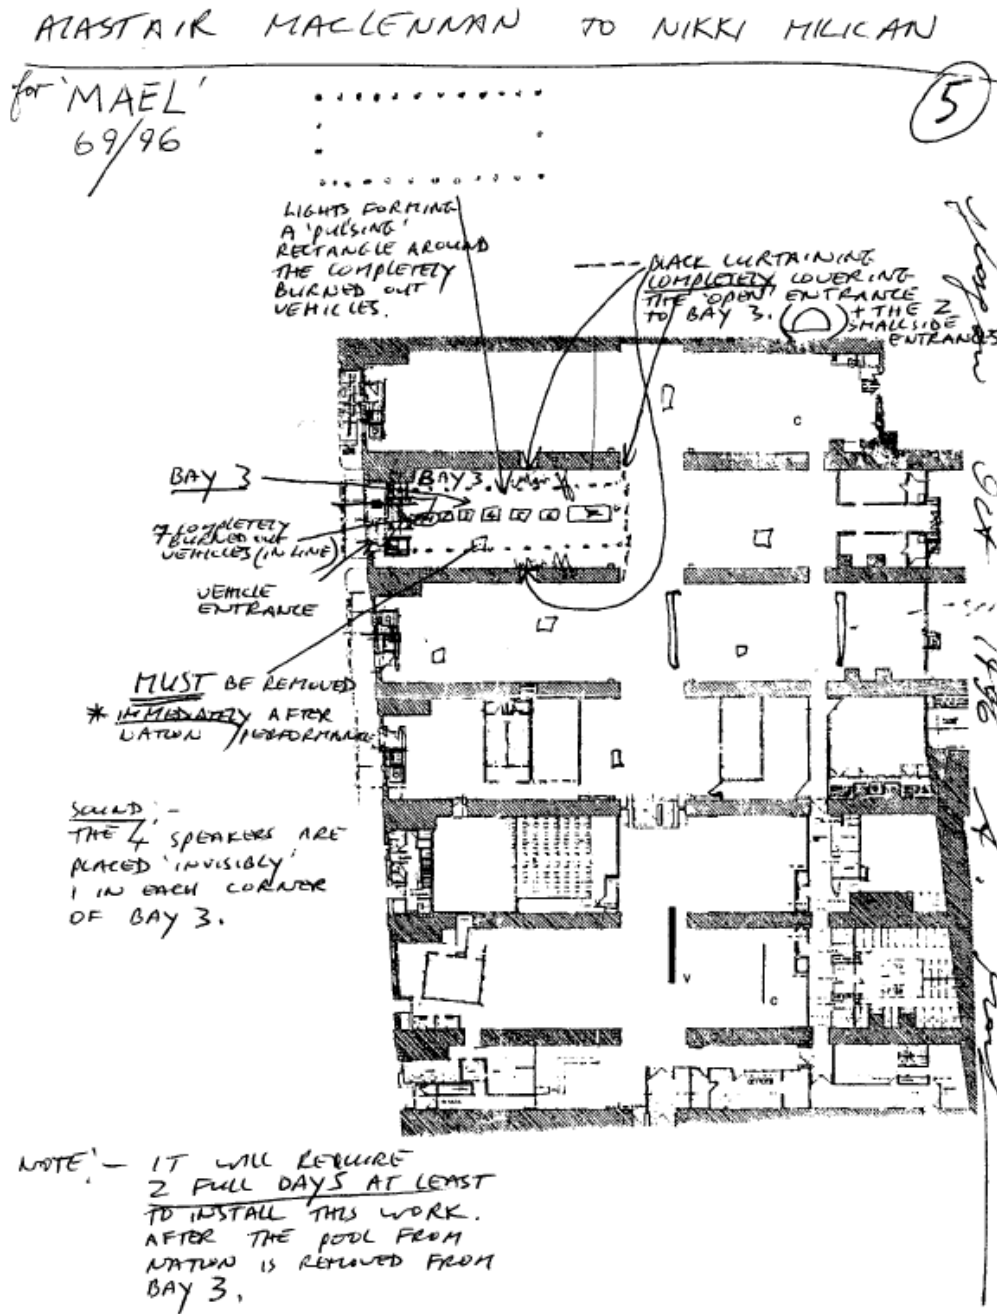 ALASTAIR MACLENNAN TO NIKKI MILICAN
for 'MAEL'
69/96
5
LIGHTS FORMING
A 'PULSING'
RECTANGLE AROUND
THE COMPLETELY
BURNED OUT
VEHICLES.
BLACK CURTAINING
COMPLETELY COVERING
THE 'OPEN' ENTRANCE
TO BAY 3. ( ) + THE 2
SMALL SIDE
ENTRANCES
BAY 3
BAY 3
7 COMPLETELY
BURNED OUT
VEHICLES (IN LINE)
VEHICLE
ENTRANCE
MUST BE REMOVED
* IMMEDIATELY AFTER
NATION PERFORMANCE
SOUND:-
THE 4 SPEAKERS ARE
PLACED 'INVISIBLY'
1 IN EACH CORNER
OF BAY 3.
C
V
C
NOTE:- IT WILL REQUIRE
2 FULL DAYS AT LEAST
TO INSTALL THIS WORK.
AFTER THE POOL FROM
NATION IS REMOVED FROM
BAY 3.